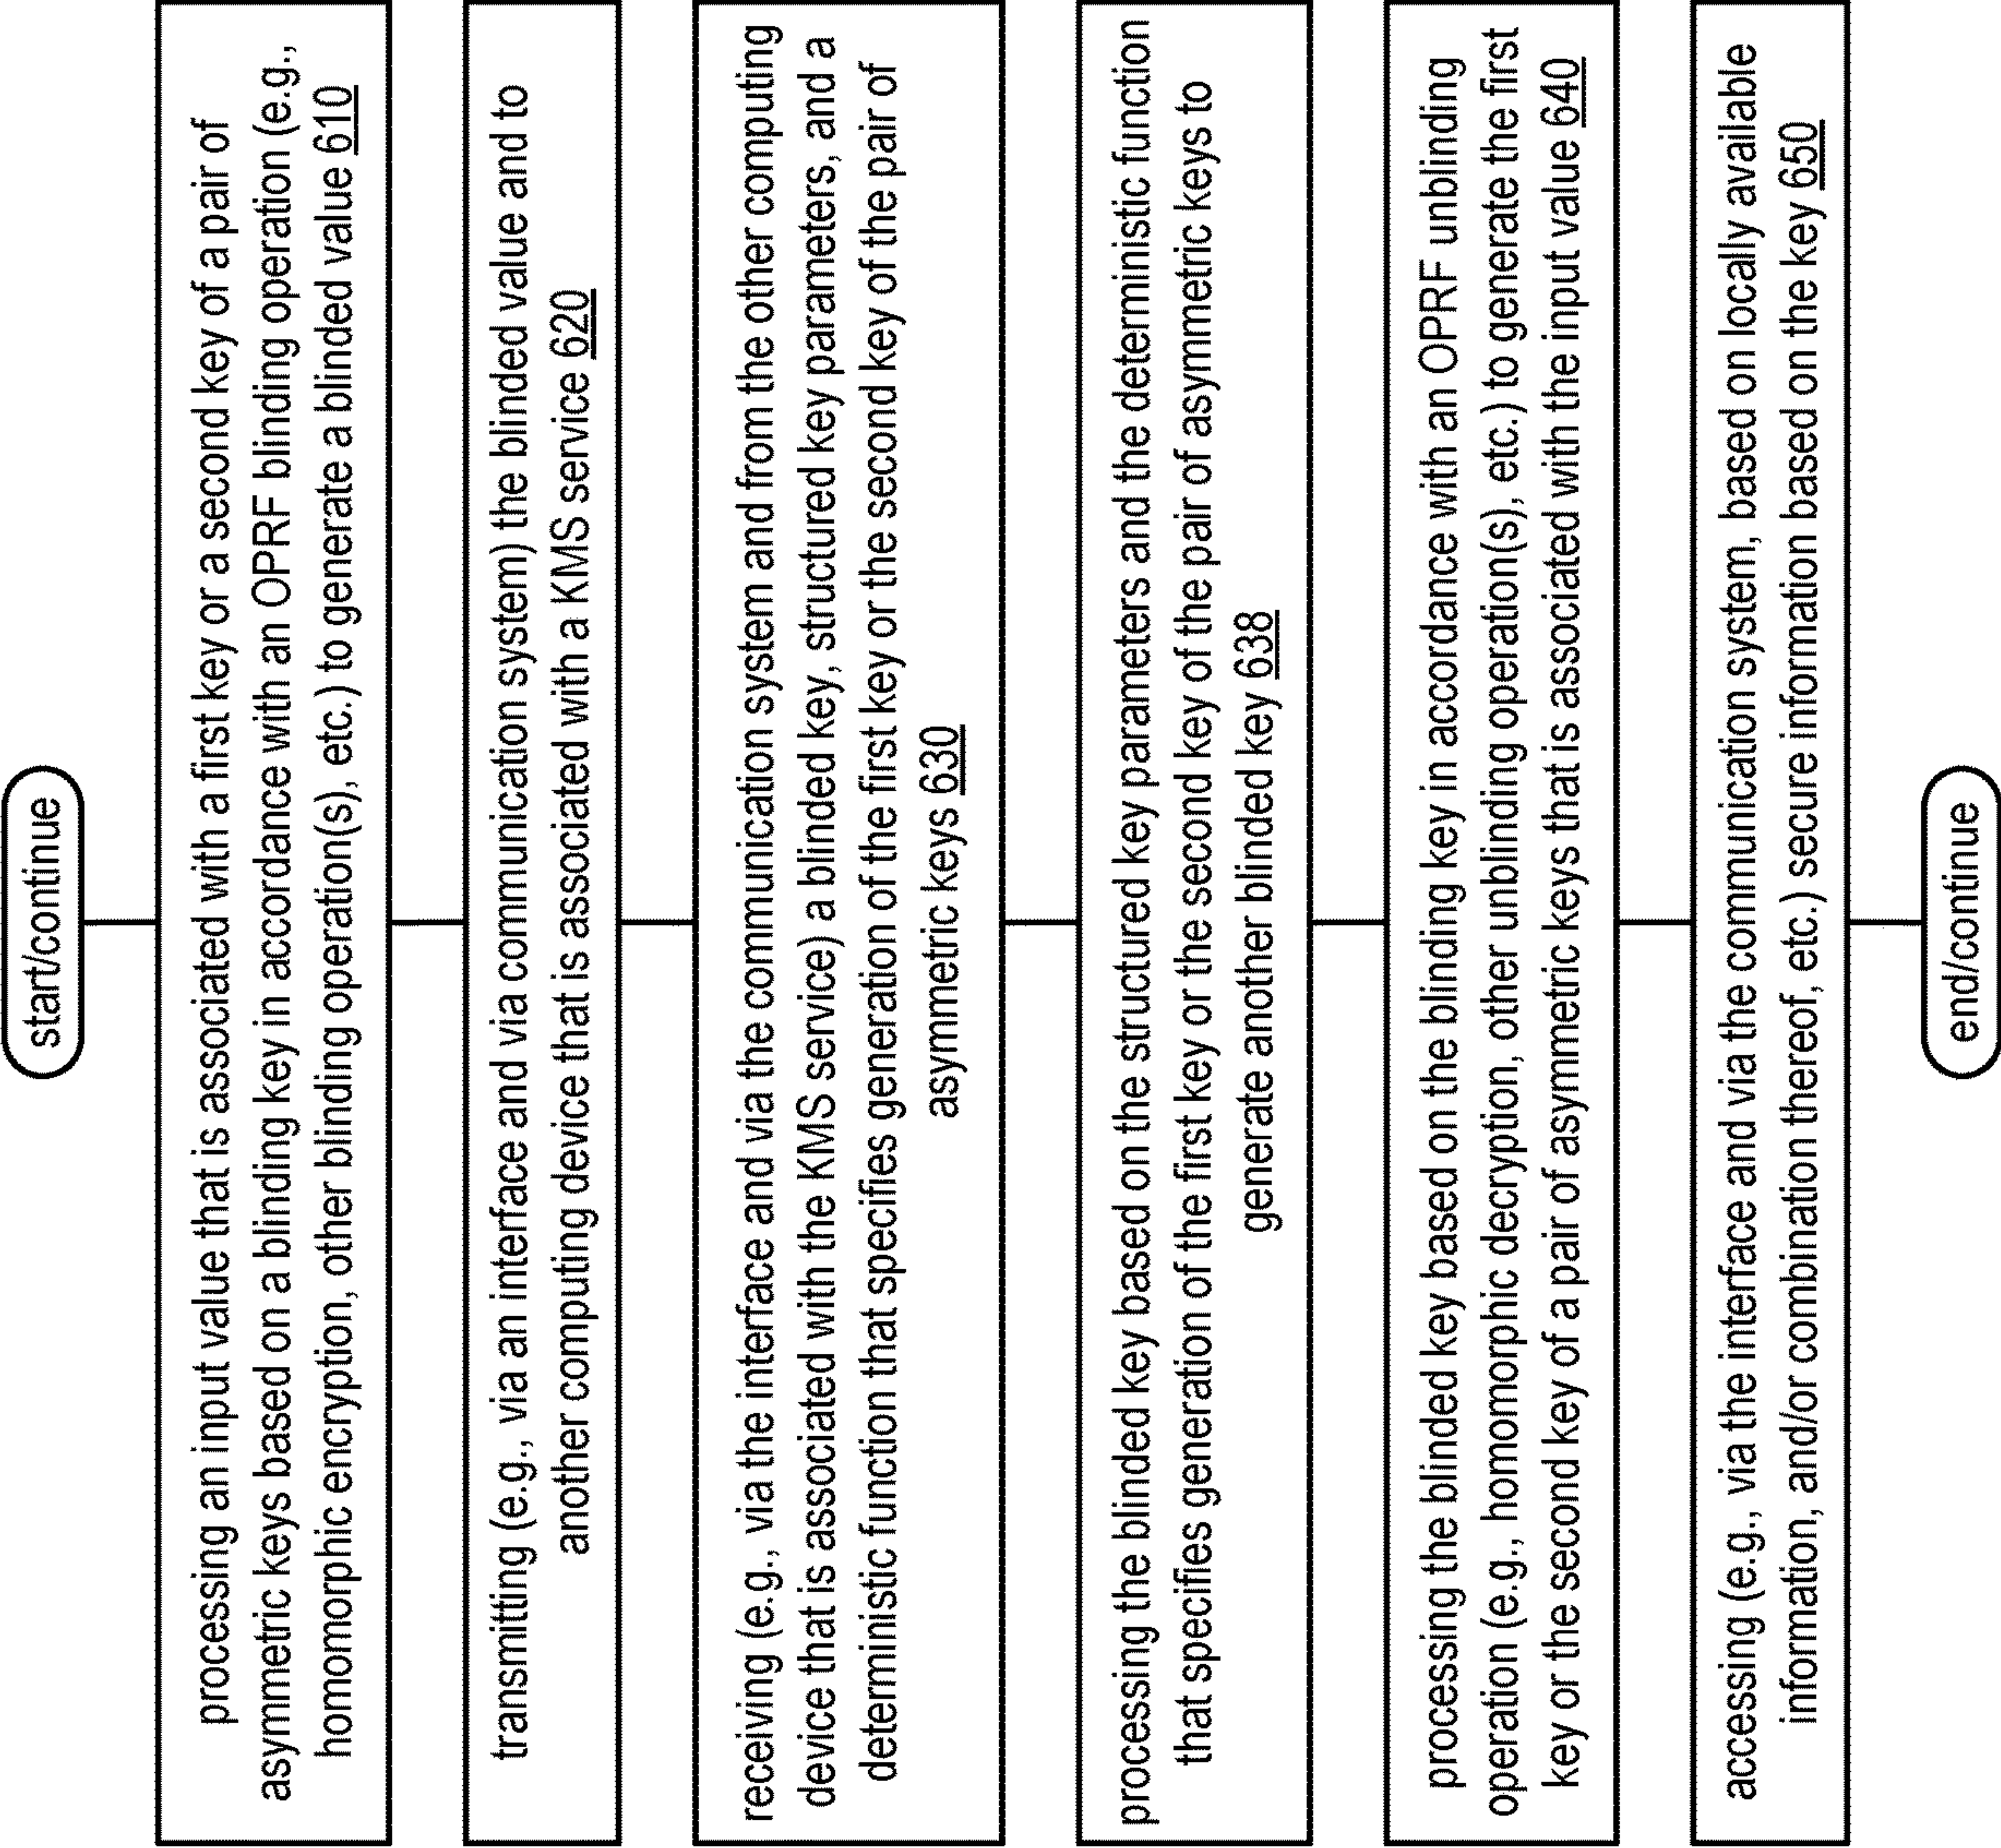 start/continue
processing an input value that is associated with a first key or a second key of a pair of
asymmetric keys based on a blinding key in accordance with an OPRF blinding operation (e.g.,
homomorphic encryption, other blinding operation(s), etc.) to generate a blinded value 610
transmitting (e.g., via an interface and via communication system) the blinded value and to
another computing device that is associated with a KMS service 620
receiving (e.g., via the interface and via the communication system and from the other computing
device that is associated with the KMS service) a blinded key, structured key parameters, and a
deterministic function that specifies generation of the first key or the second key of the pair of
asymmetric keys 630
processing the blinded key based on the structured key parameters and the deterministic function
that specifies generation of the first key or the second key of the pair of asymmetric keys to
generate another blinded key 638
processing the blinded key based on the blinding key in accordance with an OPRF unblinding
operation (e.g., homomorphic decryption, other unblinding operation(s), etc.) to generate the first
key or the second key of a pair of asymmetric keys that is associated with the input value 640
accessing (e.g., via the interface and via the communication system, based on locally available
information, and/or combination thereof, etc.) secure information based on the key 650
end/continue